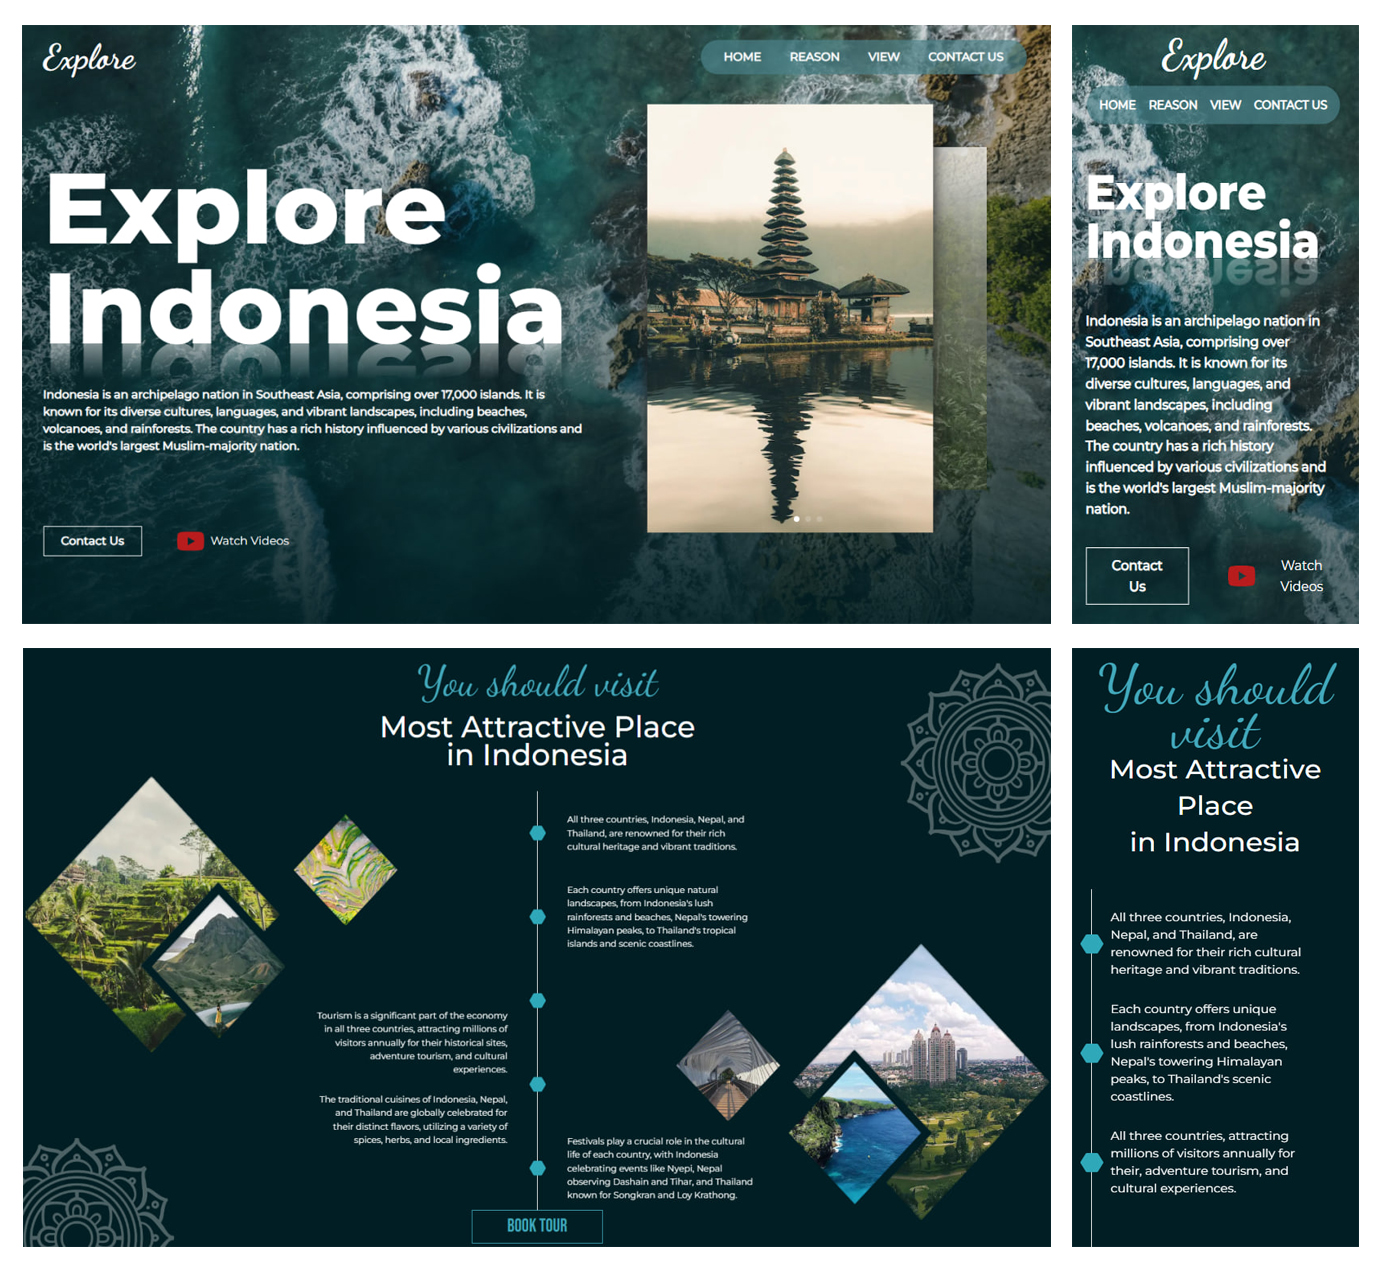 Explore
HOME REASON VIEW CONTACT US
Explore
Indonesia
Indonesia is an archipelago nation in Southeast Asia, comprising over 17,000 islands. It is
known for its diverse cultures, languages, and vibrant landscapes, including beaches,
volcanoes, and rainforests. The country has a rich history influenced by various civilizations and
is the world's largest Muslim-majority nation.
Contact Us
Watch Videos
Explore
HOME REASON VIEW CONTACT US
Explore
Indonesia
Indonesia is an archipelago nation in
Southeast Asia, comprising over
17,000 islands. It is known for its
diverse cultures, languages, and
vibrant landscapes, including
beaches, volcanoes, and rainforests.
The country has a rich history
influenced by various civilizations and
is the world's largest Muslim-majority
nation.
Contact
Us
Watch
Videos
You should visit
Most Attractive Place
in Indonesia
All three countries, Indonesia, Nepal, and
Thailand, are renowned for their rich
cultural heritage and vibrant traditions.
Each country offers unique natural
landscapes, from Indonesia's lush
rainforests and beaches, Nepal's towering
Himalayan peaks, to Thailand's tropical
islands and scenic coastlines.
Tourism is a significant part of the economy
in all three countries, attracting millions of
visitors annually for their historical sites,
adventure tourism, and cultural
experiences.
The traditional cuisines of Indonesia, Nepal,
and Thailand are globally celebrated for
their distinct flavors, utilizing a variety of
spices, herbs, and local ingredients.
Festivals play a crucial role in the cultural
life of each country, with Indonesia
celebrating events like Nyepi, Nepal
observing Dashain and Tihar, and Thailand
known for Songkran and Loy Krathong.
BOOK TOUR
You should
visit
Most Attractive
Place
in Indonesia
All three countries, Indonesia,
Nepal, and Thailand, are
renowned for their rich cultural
heritage and vibrant traditions.
Each country offers unique
landscapes, from Indonesia's
lush rainforests and beaches,
Nepal's towering Himalayan
peaks, to Thailand's scenic
coastlines.
All three countries, attracting
millions of visitors annually for
their, adventure tourism, and
cultural experiences.